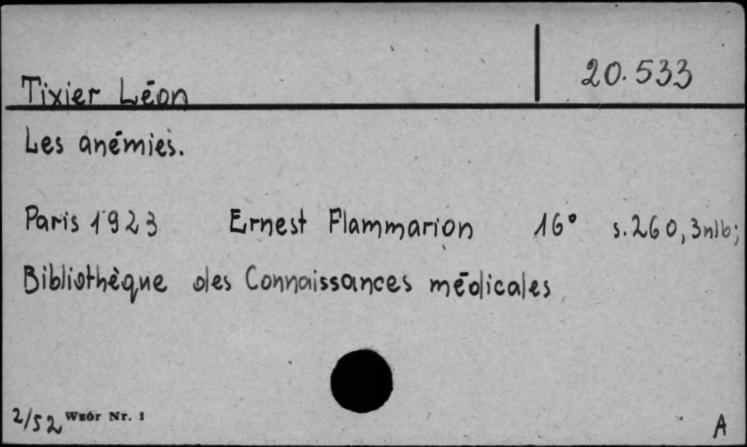 20.533
Tixier Léon
Les anémies.
Paris 1923 Ernest Flammarion 16° s.260, 3nlb;
Bibliothèque des Connaissances médicales
2/52 Wzór Nr. 1
A